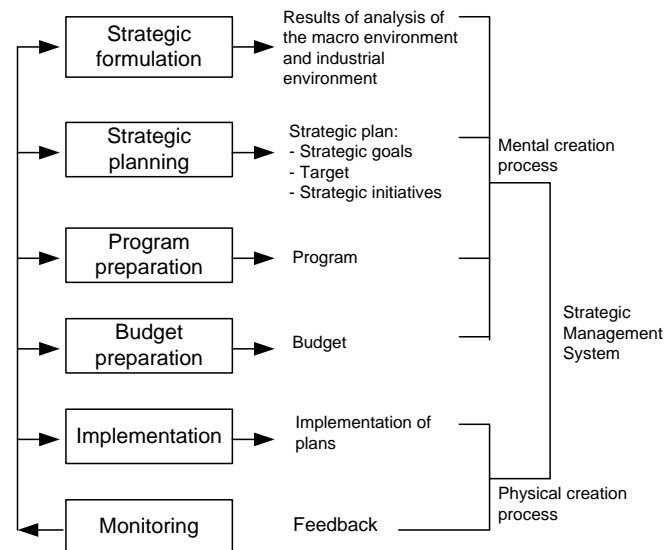 Strategic
formulation
Results of analysis of
the macro environment
and industrial
environment
Strategic
planning
Strategic plan:
- Strategic goals
- Target
- Strategic initiatives
Mental creation
process
Program
preparation
Program
Strategic
Management
System
Budget
preparation
Budget
Implementation
Implementation of
plans
Monitoring
Feedback
Physical creation
process